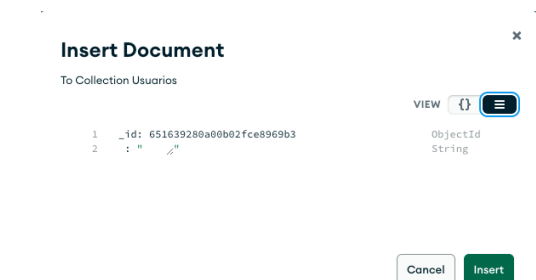 Insert Document
To Collection Usuarios
VIEW {}
1 _id: 651639280a00b02fce8969b3 ObjectId
2 : " " String
Cancel Insert